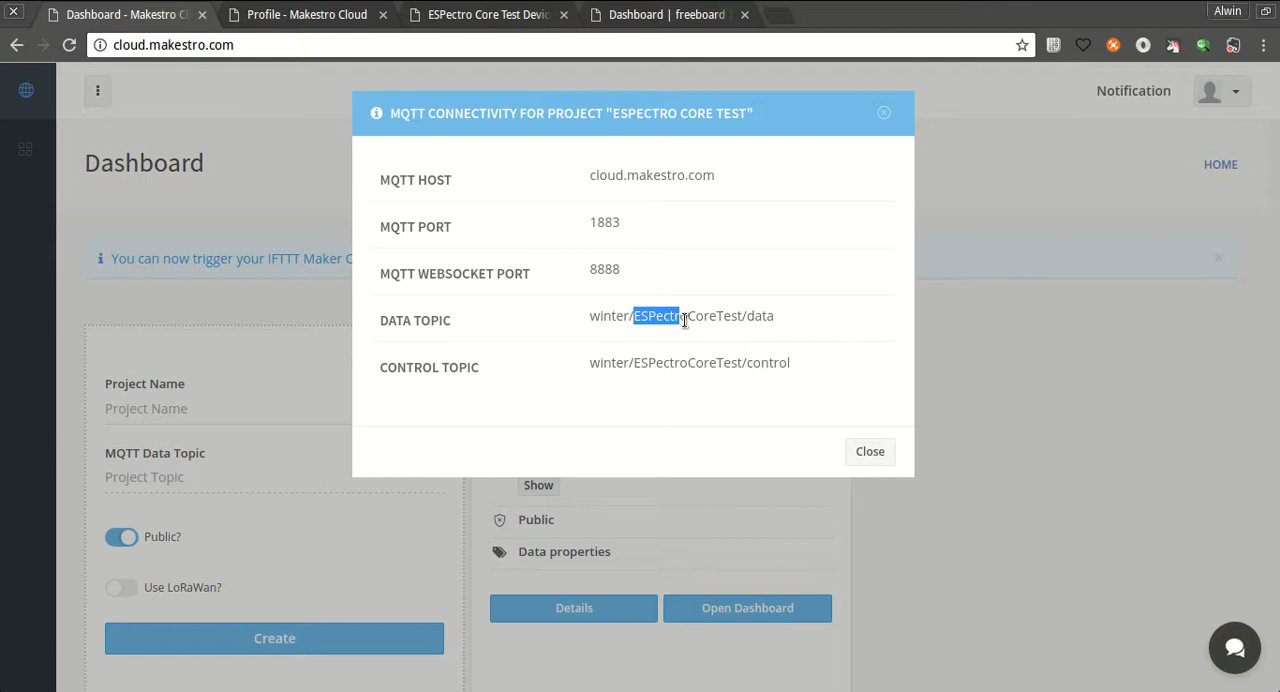 Dashboard - Makestro Cl
Profile - Makestro Cloud
ESPectro Core Test Devic
Dashboard | freeboard
Alwin
cloud.makestro.com
Notification
Dashboard
HOME
You can now trigger your IFTTT Maker C
MQTT CONNECTIVITY FOR PROJECT "ESPECTRO CORE TEST"
MQTT HOST cloud.makestro.com
MQTT PORT 1883
MQTT WEBSOCKET PORT 8888
DATA TOPIC winter/ESPectroCoreTest/data
CONTROL TOPIC winter/ESPectroCoreTest/control
Close
Project Name
Project Name
MQTT Data Topic
Project Topic
Public?
Use LoRaWan?
Create
Show
Public
Data properties
Details
Open Dashboard